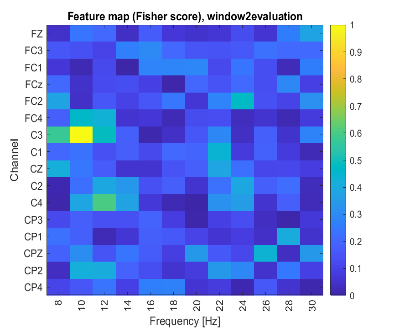 Feature map (Fisher score), window2evaluation
FZ
FC3
FC1
FCz
FC2
FC4
C3
C1
CZ
C2
C4
CP3
CP1
CPZ
CP2
CP4
Channel
8 10 12 14 16 18 20 22 24 26 28 30
Frequency [Hz]
1
0.9
0.8
0.7
0.6
0.5
0.4
0.3
0.2
0.1
0